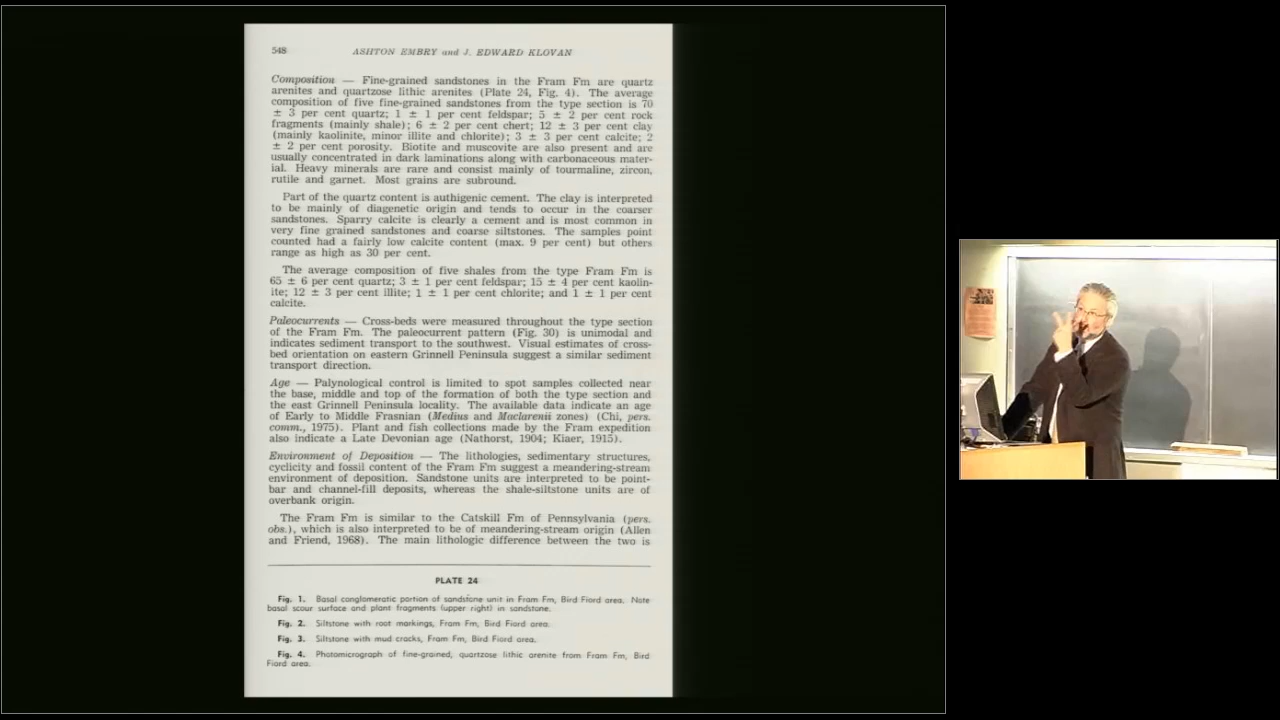 548
ASHTON EMBRY and J. EDWARD KLOVAN
Composition — Fine-grained sandstones in the Fram Fm are quartz
arenites and quartzose lithic arenites (Plate 24, Fig. 4). The average
composition of five fine-grained sandstones from the type section is 70
± 3 per cent quartz; 1 ± 1 per cent feldspar; 5 ± 2 per cent rock
fragments (mainly shale); 6 ± 2 per cent chert; 12 ± 3 per cent clay
(mainly kaolinite, minor illite and chlorite); 3 ± 3 per cent calcite; 2
± 2 per cent porosity. Biotite and muscovite are also present and are
usually concentrated in dark laminations along with carbonaceous mater-
ial. Heavy minerals are rare and consist mainly of tourmaline, zircon,
rutile and garnet. Most grains are subround.
Part of the quartz content is authigenic cement. The clay is interpreted
to be mainly of diagenetic origin and tends to occur in the coarser
sandstones. Sparry calcite is clearly a cement and is most common in
very fine grained sandstones and coarse siltstones. The samples point
counted had a fairly low calcite content (max. 9 per cent) but others
range as high as 30 per cent.
The average composition of five shales from the type Fram Fm is
65 ± 6 per cent quartz; 3 ± 1 per cent feldspar; 15 ± 4 per cent kaolin-
ite; 12 ± 3 per cent illite; 1 ± 1 per cent chlorite; and 1 ± 1 per cent
calcite.
Paleocurrents — Cross-beds were measured throughout the type section
of the Fram Fm. The paleocurrent pattern (Fig. 30) is unimodal and
indicates sediment transport to the southwest. Visual estimates of cross-
bed orientation on eastern Grinnell Peninsula suggest a similar sediment
transport direction.
Age — Palynological control is limited to spot samples collected near
the base, middle and top of the formation of both the type section and
the east Grinnell Peninsula locality. The available data indicate an age
of Early to Middle Frasnian (Medius and Maclarenii zones) (Chi, pers.
comm., 1975). Plant and fish collections made by the Fram expedition
also indicate a Late Devonian age (Nathorst, 1904; Kiaer, 1915).
Environment of Deposition — The lithologies, sedimentary structures,
cyclicity and fossil content of the Fram Fm suggest a meandering-stream
environment of deposition. Sandstone units are interpreted to be point-
bar and channel-fill deposits, whereas the shale-siltstone units are of
overbank origin.
The Fram Fm is similar to the Catskill Fm of Pennsylvania (pers.
obs.), which is also interpreted to be of meandering-stream origin (Allen
and Friend, 1968). The main lithologic difference between the two is
PLATE 24
Fig. 1. Basal conglomeratic portion of sandstone unit in Fram Fm, Bird Fiord area. Note
basal scour surface and plant fragments (upper right) in sandstone.
Fig. 2. Siltstone with root markings, Fram Fm, Bird Fiord area.
Fig. 3. Siltstone with mud cracks, Fram Fm, Bird Fiord area.
Fig. 4. Photomicrograph of fine-grained, quartzose lithic arenite from Fram Fm, Bird
Fiord area.